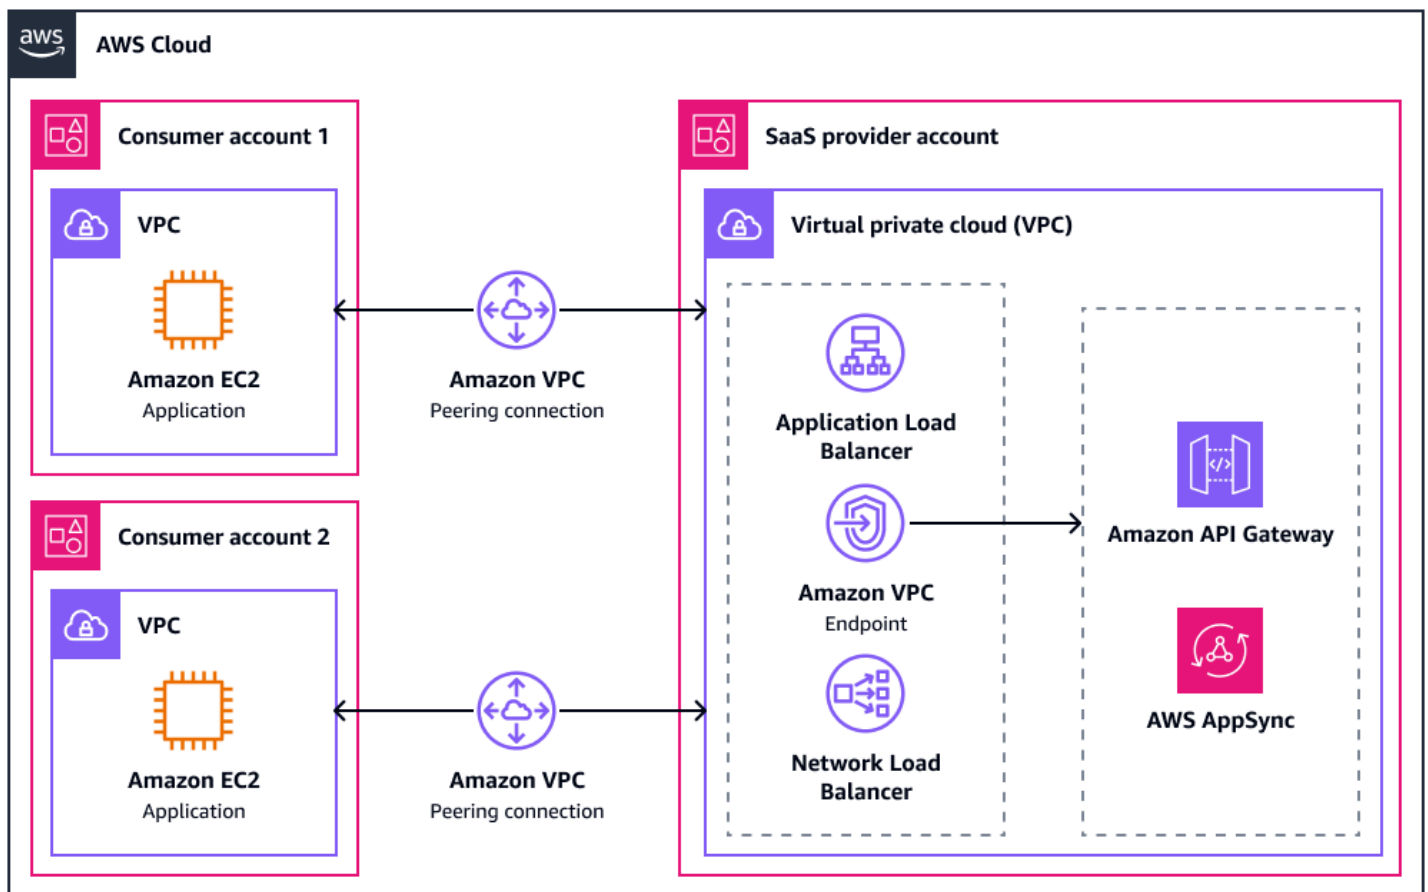 aws
AWS Cloud
Consumer account 1
VPC
Amazon EC2
Application
Amazon VPC
Peering connection
Consumer account 2
VPC
Amazon EC2
Application
Amazon VPC
Peering connection
SaaS provider account
Virtual private cloud (VPC)
Application Load
Balancer
Amazon VPC
Endpoint
Network Load
Balancer
</>
Amazon API Gateway
AWS AppSync